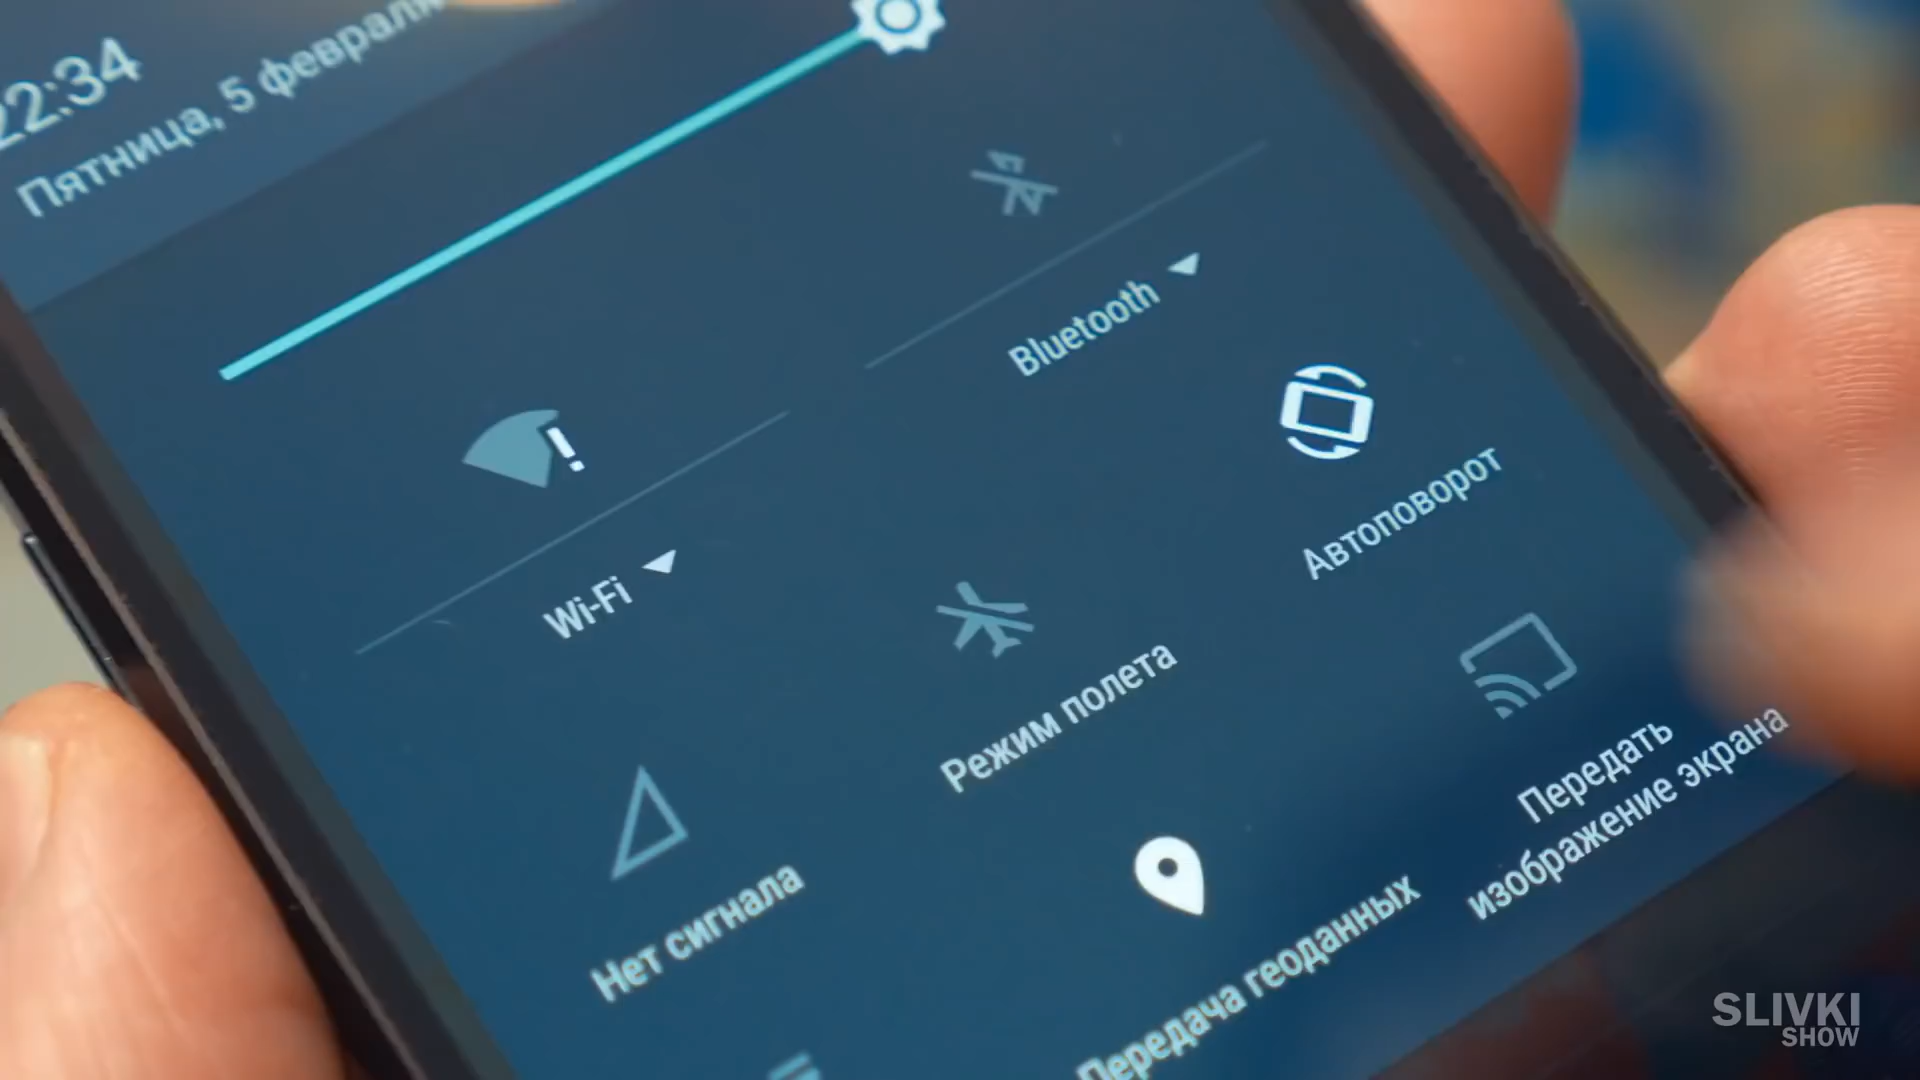 22:34
Пятница, 5 февраля
Bluetooth
Wi-Fi
Автоповорот
Режим полета
Нет сигнала
Передать
изображение экрана
Передача геоданных
SLIVKI
SHOW